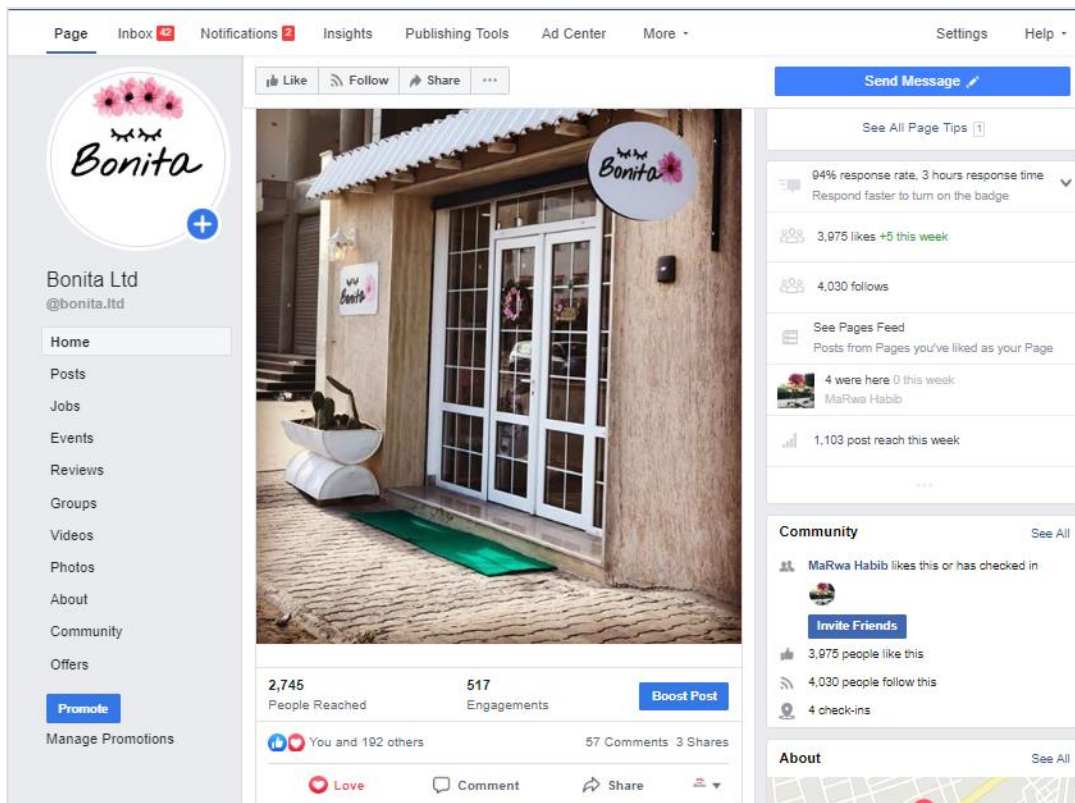 Page Inbox 42 Notifications 2 Insights Publishing Tools Ad Center More Settings Help
Like Follow Share ...
Send Message
Bonita
Bonita Ltd
@bonita.ltd
Home
Posts
Jobs
Events
Reviews
Groups
Videos
Photos
About
Community
Offers
Promote
Manage Promotions
Bonita
Bonita
2,745
People Reached
517
Engagements
Boost Post
You and 192 others
57 Comments 3 Shares
Love Comment Share
See All Page Tips 1
94% response rate, 3 hours response time
Respond faster to turn on the badge
3,975 likes +5 this week
4,030 follows
See Pages Feed
Posts from Pages you've liked as your Page
4 were here 0 this week
MaRwa Habib
1,103 post reach this week
...
Community See All
MaRwa Habib likes this or has checked in
Invite Friends
3,975 people like this
4,030 people follow this
4 check-ins
About See All